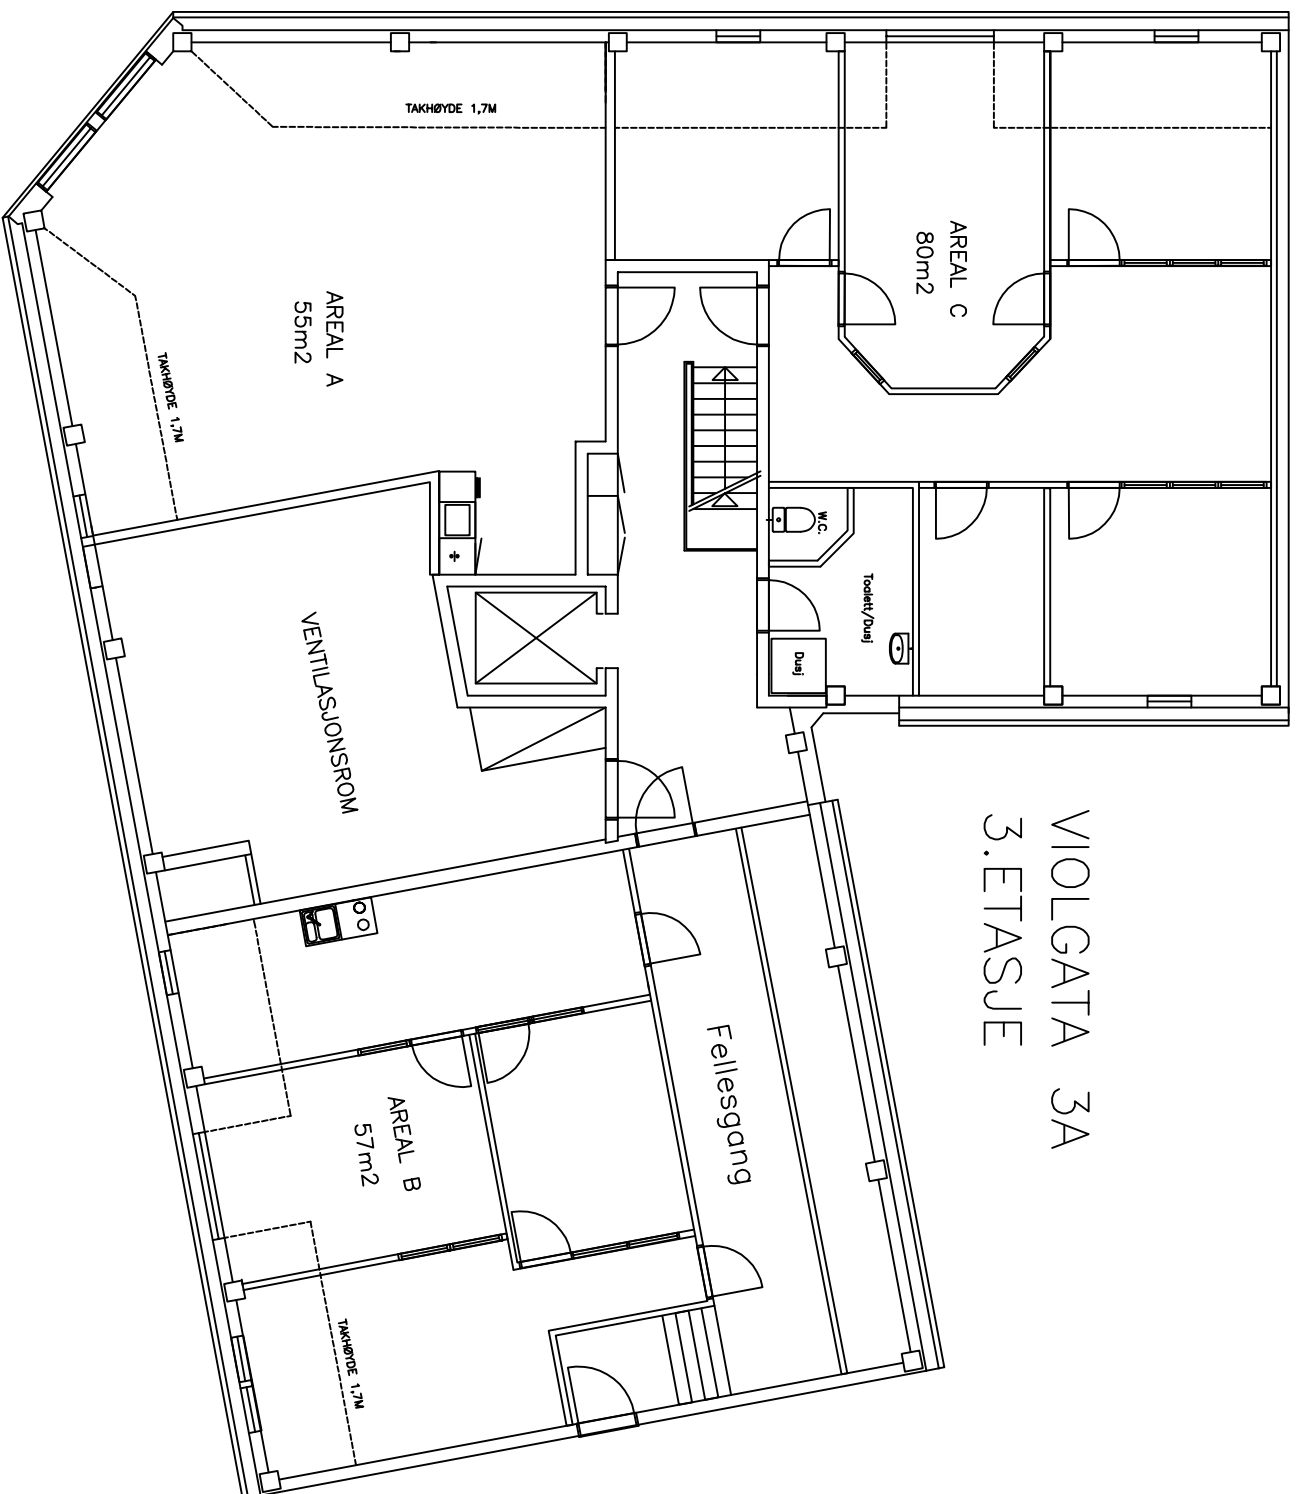 VIOLGATA 3A
3.ETASJE
AREAL C
80m2
TAKHØYDE 1,7M
AREAL A
55m2
TAKHØYDE 1,7M
W.C.
Toalett/Dusj
Dusj
VENTILASJONSROM
Fellesgang
AREAL B
57m2
TAKHØYDE 1,7M